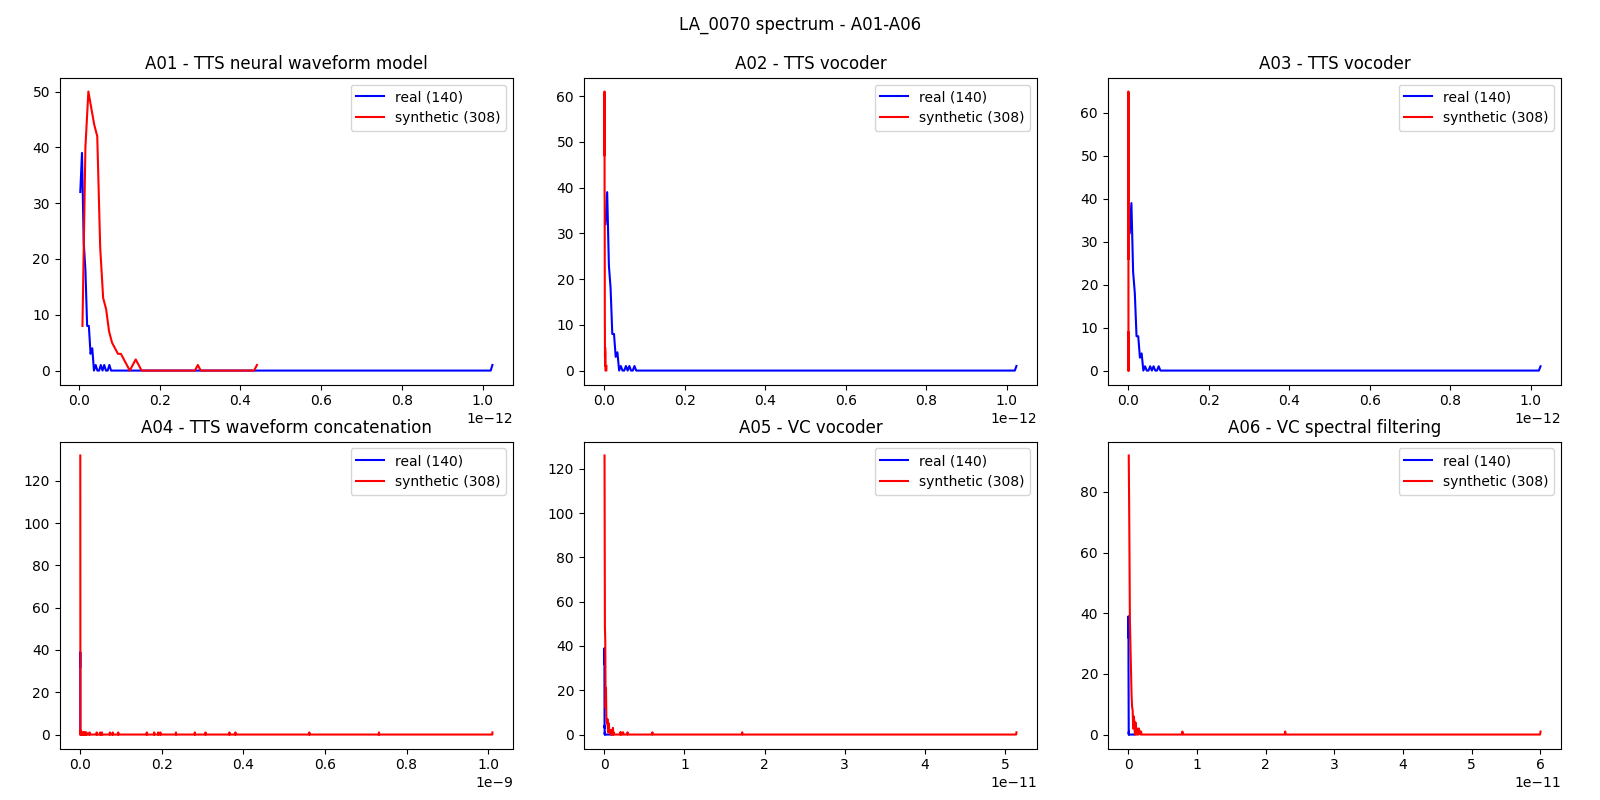 LA_0070 spectrum - A01-A06
A01 - TTS neural waveform model
50
40
30
20
10
0
0.0 0.2 0.4 0.6 0.8 1.0
1e−12
real (140)
synthetic (308)
A02 - TTS vocoder
60
50
40
30
20
10
0
0.0 0.2 0.4 0.6 0.8 1.0
1e−12
real (140)
synthetic (308)
A03 - TTS vocoder
60
50
40
30
20
10
0
0.0 0.2 0.4 0.6 0.8 1.0
1e−12
real (140)
synthetic (308)
A04 - TTS waveform concatenation
120
100
80
60
40
20
0
0.0 0.2 0.4 0.6 0.8 1.0
1e−9
real (140)
synthetic (308)
A05 - VC vocoder
120
100
80
60
40
20
0
0 1 2 3 4 5
1e−11
real (140)
synthetic (308)
A06 - VC spectral filtering
80
60
40
20
0
0 1 2 3 4 5 6
1e−11
real (140)
synthetic (308)